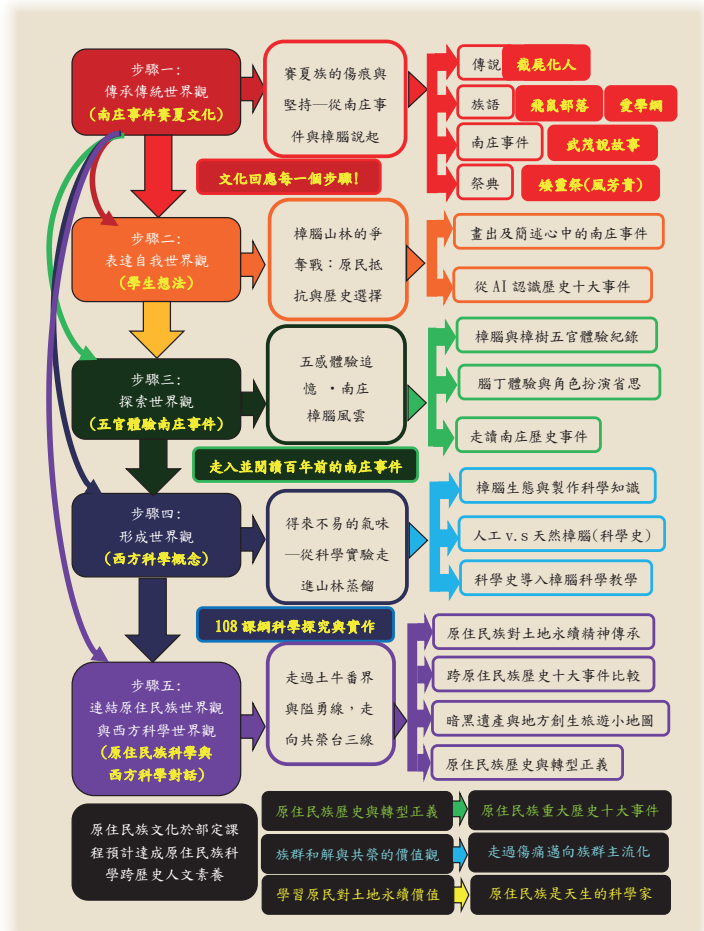 步驟一：
傳承傳統世界觀
（南庄事件賽夏文化）
賽夏族的傷痕與
堅持—從南庄事
件與樟腦說起
傳說
截屍化人
族語
飛鼠部落
愛學網
南庄事件
武茂說故事
祭典
矮靈祭(風芳貴)
文化回應每一個步驟!
步驟二：
表達自我世界觀
（學生想法）
樟腦山林的爭
奪戰：原民抵
抗與歷史選擇
畫出及簡述心中的南庄事件
從 AI 認識歷史十大事件
步驟三：
探索世界觀
（五官體驗南庄事件）
五感體驗追
憶 ‧南庄
樟腦風雲
樟腦與樟樹五官體驗紀錄
腦丁體驗與角色扮演省思
走讀南庄歷史事件
走入並閱讀百年前的南庄事件
步驟四：
形成世界觀
（西方科學概念）
得來不易的氣味
—從科學實驗走
進山林蒸餾
樟腦生態與製作科學知識
人工 v.s 天然樟腦(科學史)
科學史導入樟腦科學教學
108 課綱科學探究與實作
步驟五：
連結原住民族世界觀
與西方科學世界觀
（原住民族科學與
西方科學對話）
走過土牛番界
與隘勇線，走
向共榮台三線
原住民族對土地永續精神傳承
跨原住民族歷史十大事件比較
暗黑遺產與地方創生旅遊小地圖
原住民族歷史與轉型正義
原住民族文化於部定課
程預計達成原住民族科
學跨歷史人文素養
原住民族歷史與轉型正義
原住民族重大歷史十大事件
族群和解與共榮的價值觀
走過傷痛邁向族群主流化
學習原民對土地永續價值
原住民族是天生的科學家